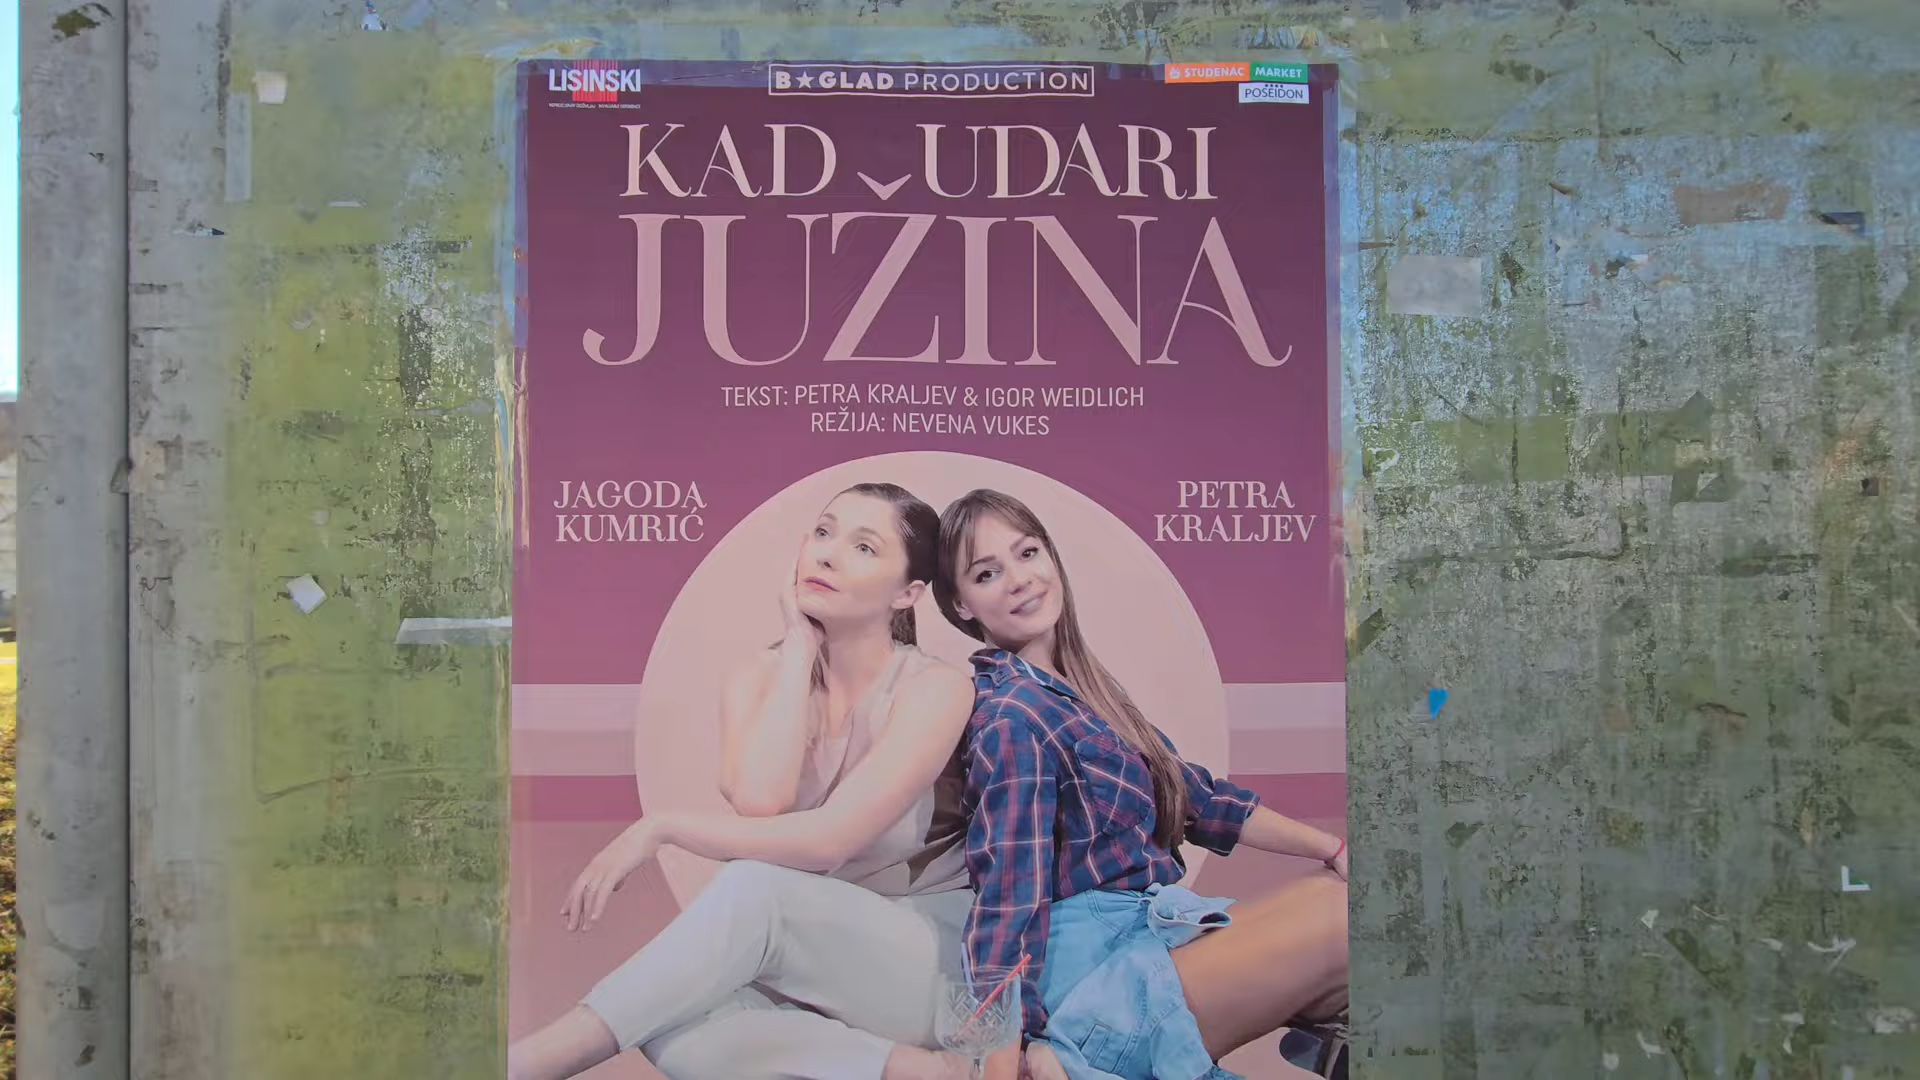 LISINSKI
B★GLAD PRODUCTION
STUDENAC MARKET
POSEIDON
KAD UDARI
JUŽINA
TEKST: PETRA KRALJEV & IGOR WEIDLICH
REŽIJA: NEVENA VUKES
JAGODA
KUMRIĆ
PETRA
KRALJEV